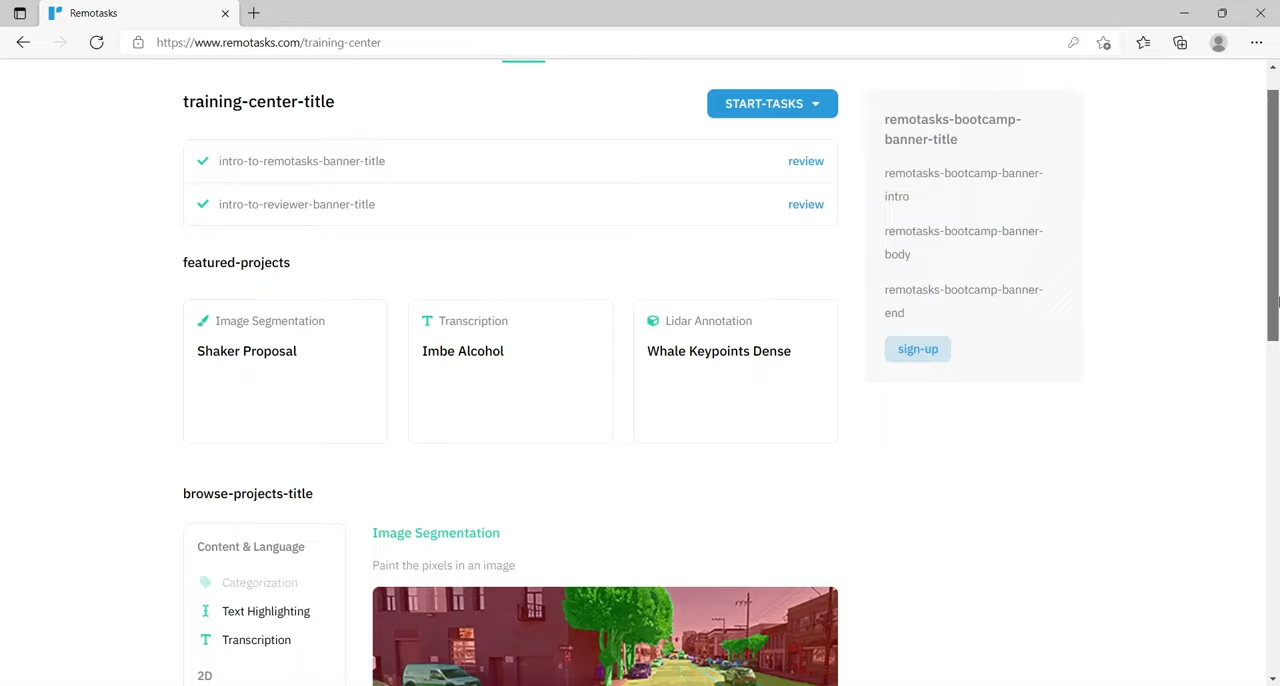 Remotasks
https://www.remotasks.com/training-center
training-center-title
START-TASKS
intro-to-remotasks-banner-title
review
intro-to-reviewer-banner-title
review
remotasks-bootcamp-
banner-title
remotasks-bootcamp-banner-
intro
remotasks-bootcamp-banner-
body
remotasks-bootcamp-banner-
end
sign-up
featured-projects
Image Segmentation
Shaker Proposal
Transcription
Imbe Alcohol
Lidar Annotation
Whale Keypoints Dense
browse-projects-title
Content & Language
Categorization
Text Highlighting
Transcription
2D
Image Segmentation
Paint the pixels in an image